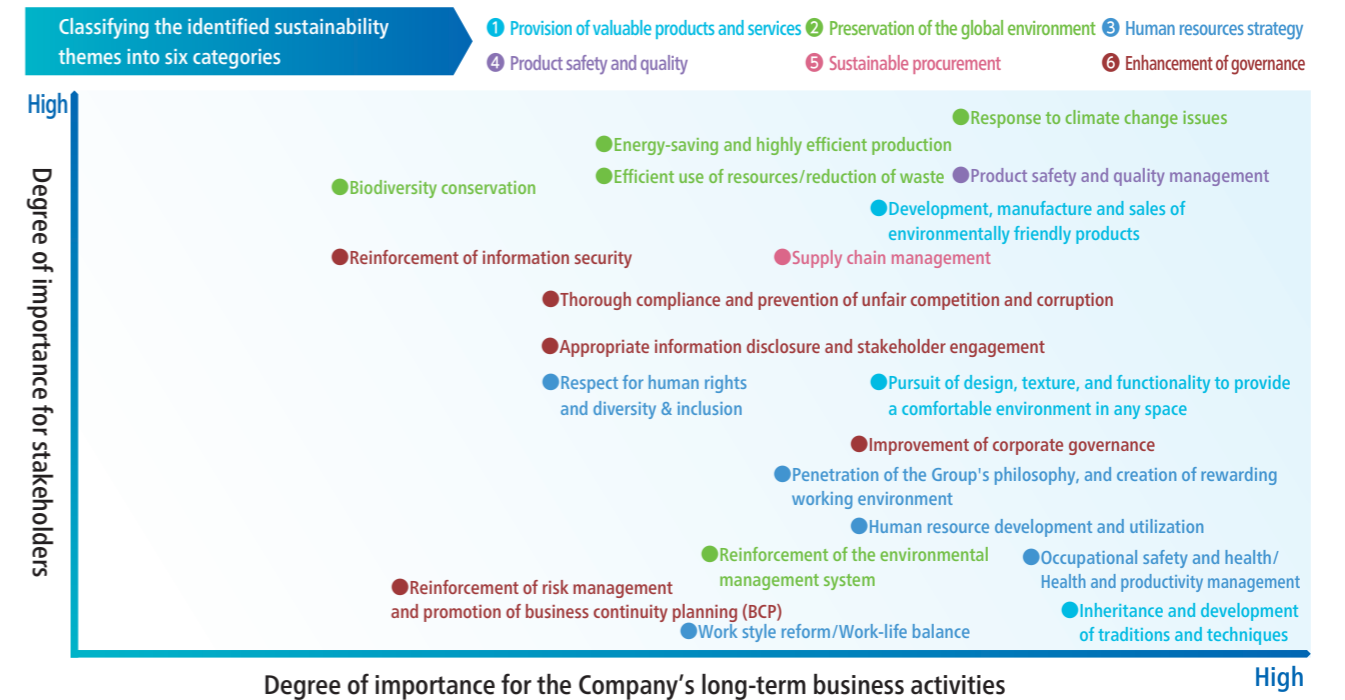 Classifying the identified sustainability
themes into six categories
1 Provision of valuable products and services 2 Preservation of the global environment 3 Human resources strategy
4 Product safety and quality 5 Sustainable procurement 6 Enhancement of governance
High
Degree of importance for stakeholders
Response to climate change issues
Energy-saving and highly efficient production
Efficient use of resources/reduction of waste
Product safety and quality management
Biodiversity conservation
Development, manufacture and sales of
environmentally friendly products
Reinforcement of information security
Supply chain management
Thorough compliance and prevention of unfair competition and corruption
Appropriate information disclosure and stakeholder engagement
Respect for human rights
and diversity & inclusion
Pursuit of design, texture, and functionality to provide
a comfortable environment in any space
Improvement of corporate governance
Penetration of the Group's philosophy, and creation of rewarding
working environment
Human resource development and utilization
Reinforcement of the environmental
management system
Occupational safety and health/
Health and productivity management
Reinforcement of risk management
and promotion of business continuity planning (BCP)
Inheritance and development
of traditions and techniques
Work style reform/Work-life balance
Degree of importance for the Company's long-term business activities
High